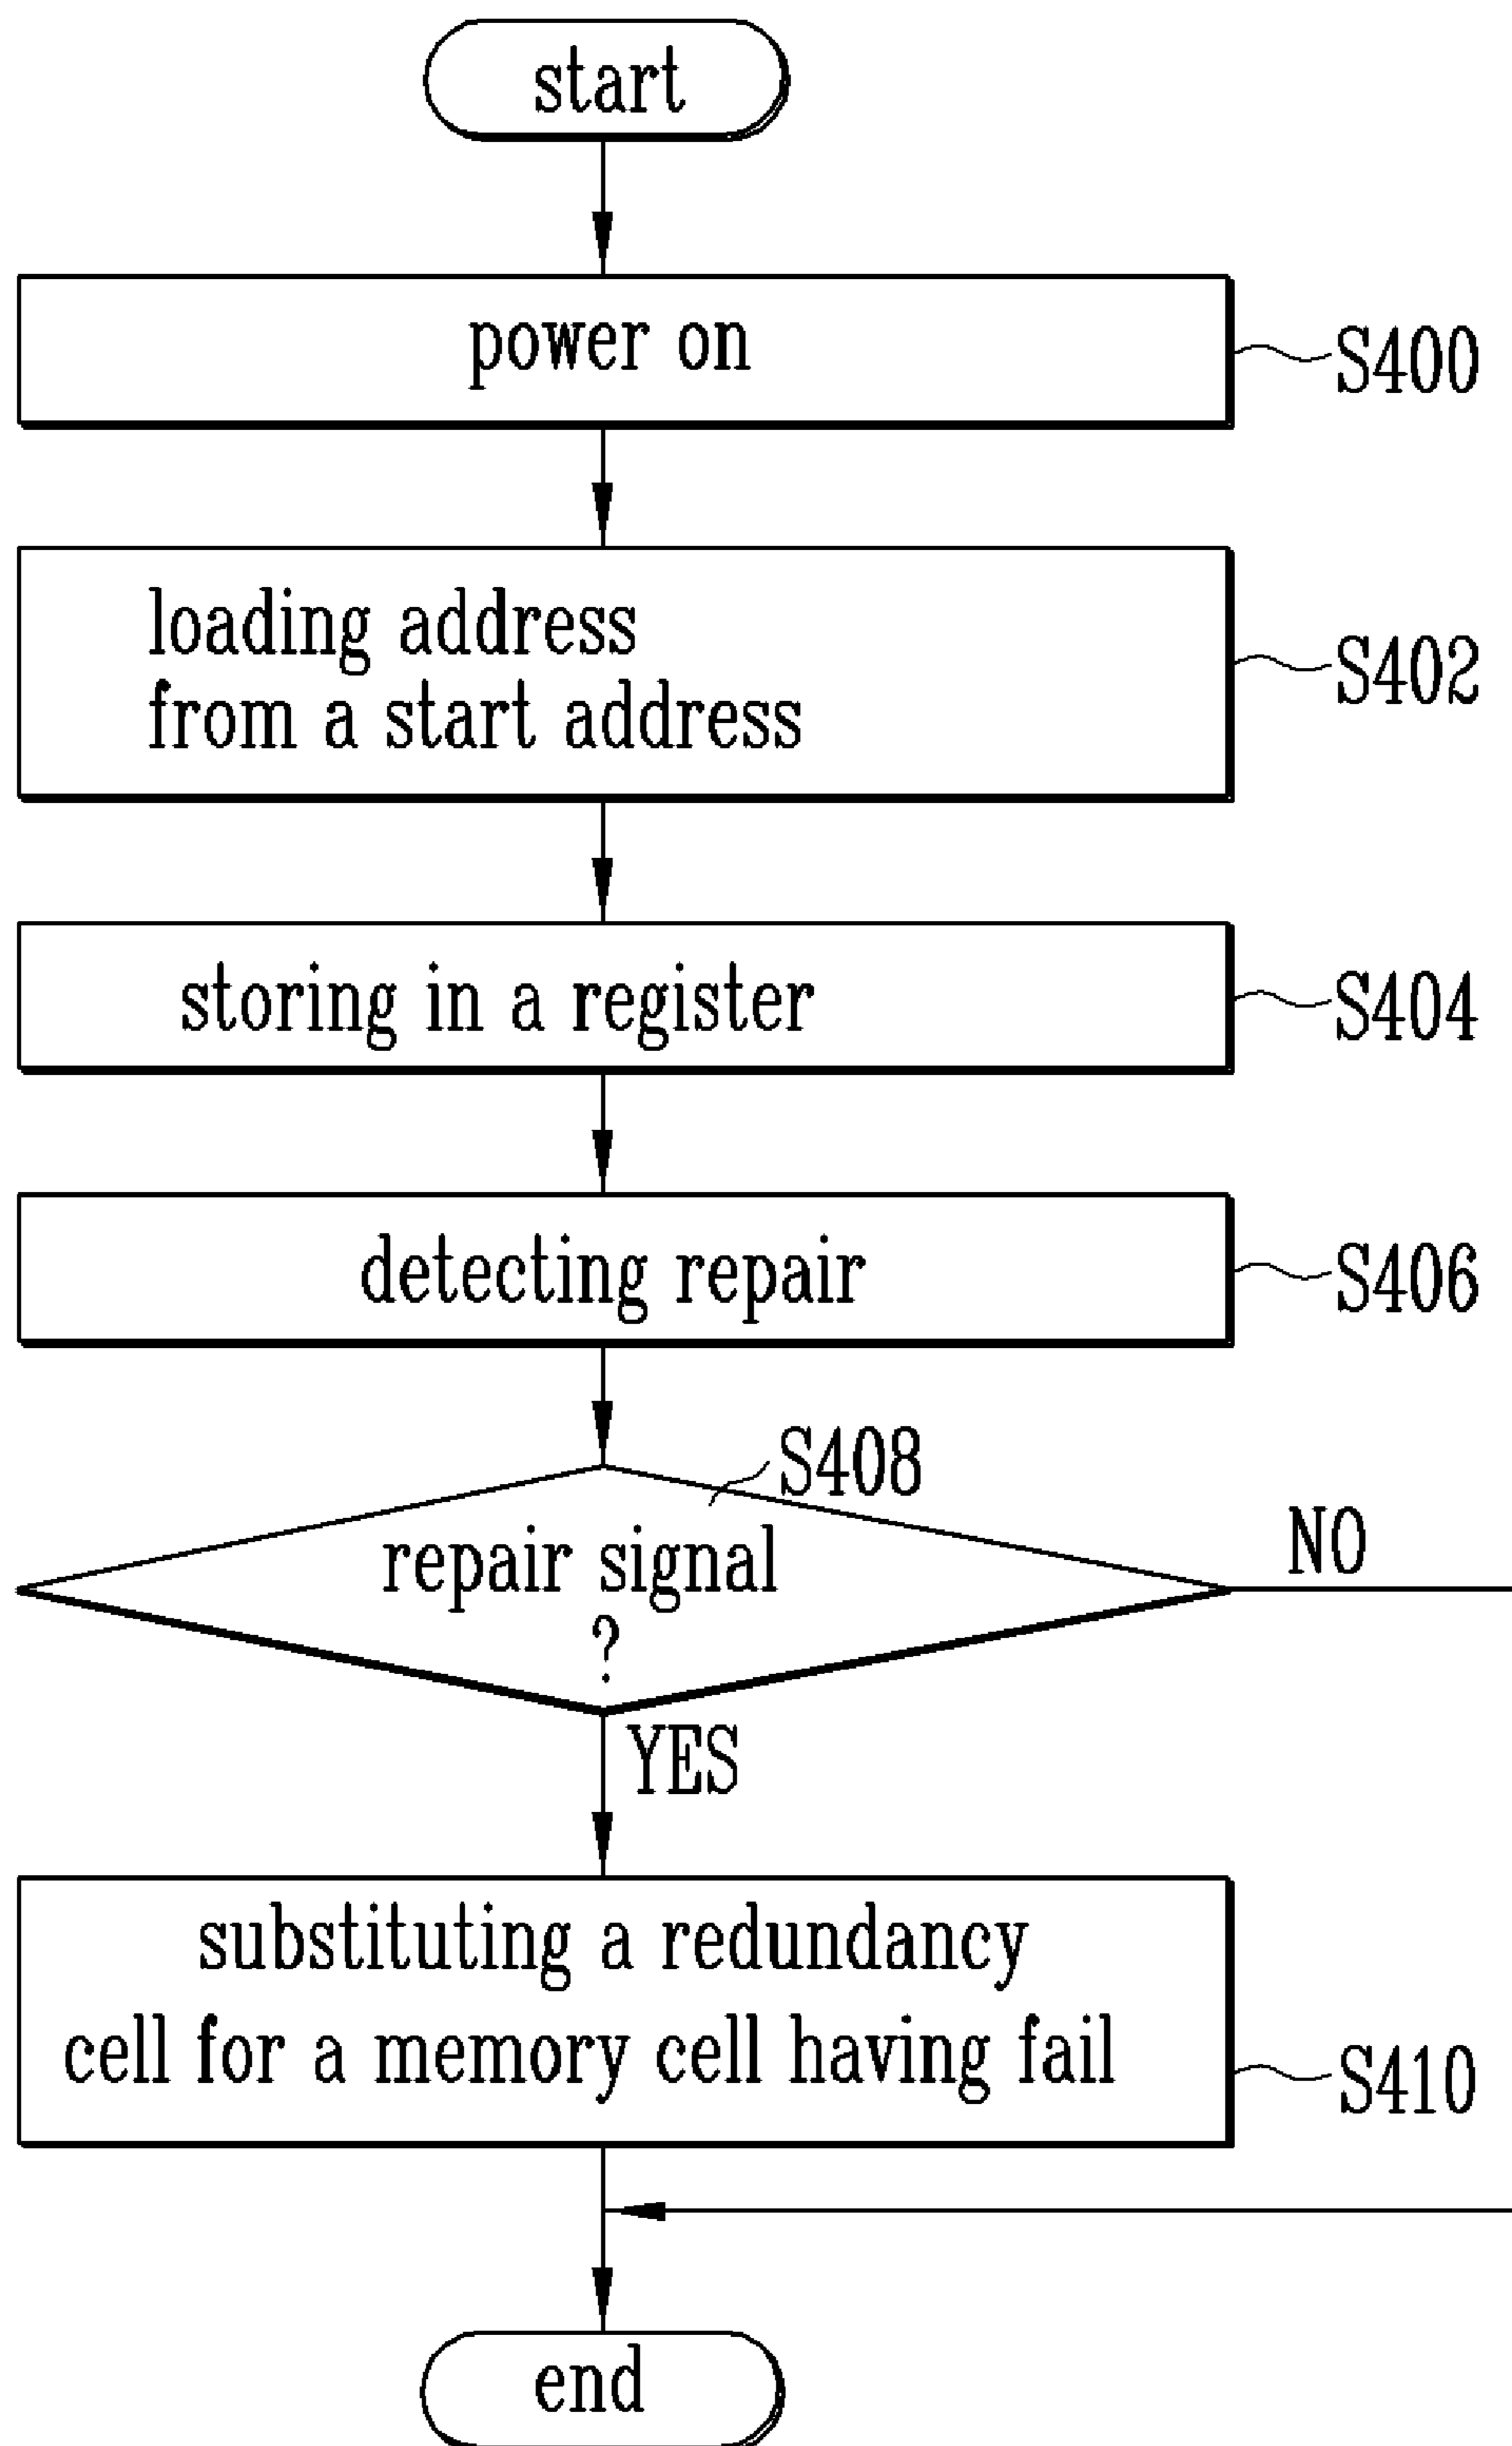 start
power on
S400
loading address
from a start address
S402
storing in a register
S404
detecting repair
S406
S408
repair signal
?
NO
YES
substituting a redundancy
cell for a memory cell having fail
S410
end